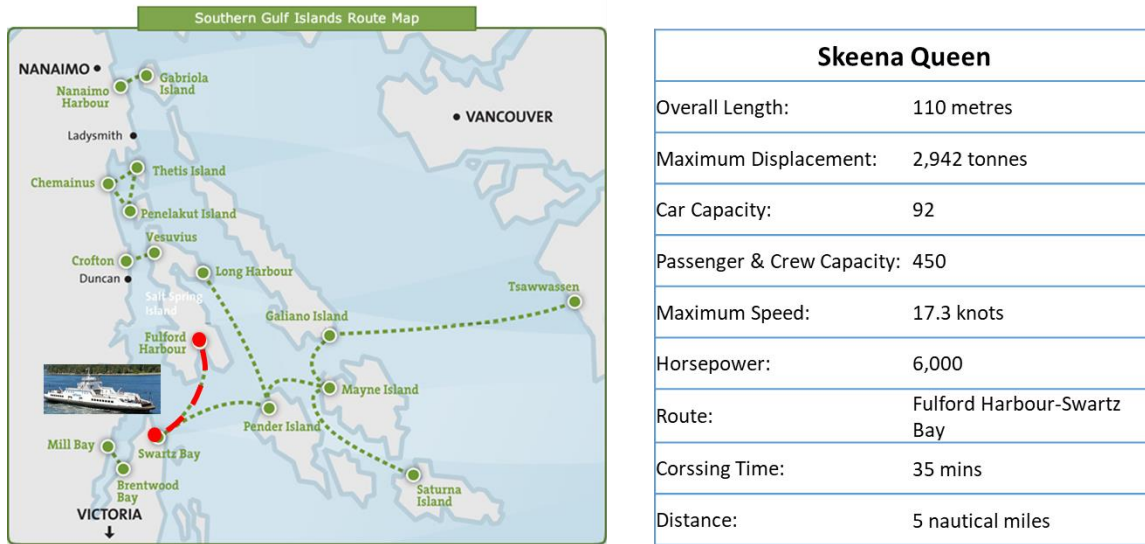 Southern Gulf Islands Route Map
NANAIMO
Gabriola
Island
Nanaimo
Harbour
VANCOUVER
Ladysmith
Thetis Island
Chemainus
Penelakut Island
Vesuvius
Crofton
Long Harbour
Duncan
Tsawwassen
Salt Spring
Island
Galiano Island
Fulford
Harbour
Mayne Island
Pender Island
Mill Bay
Swartz Bay
Brentwood
Bay
Saturna
Island
VICTORIA
Skeena Queen
Overall Length: 110 metres
Maximum Displacement: 2,942 tonnes
Car Capacity: 92
Passenger & Crew Capacity: 450
Maximum Speed: 17.3 knots
Horsepower: 6,000
Route: Fulford Harbour-Swartz
Bay
Corssing Time: 35 mins
Distance: 5 nautical miles